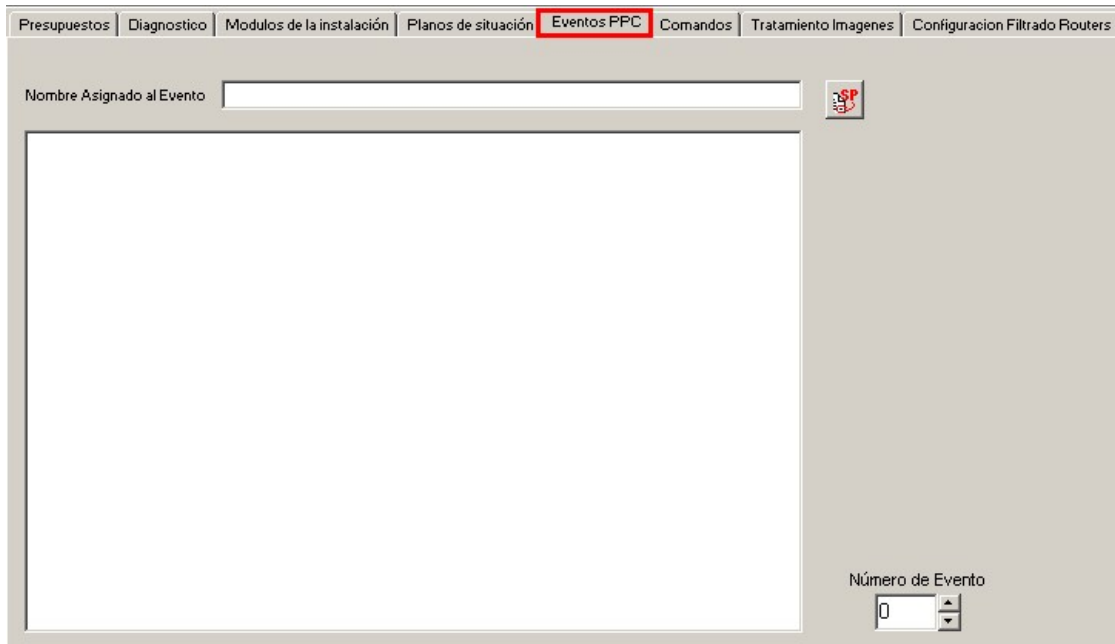 Presupuestos Diagnostico Modulos de la instalación Planos de situación Eventos PPC Comandos Tratamiento Imagenes Configuracion Filtrado Routers
Nombre Asignado al Evento
SP
Número de Evento
0